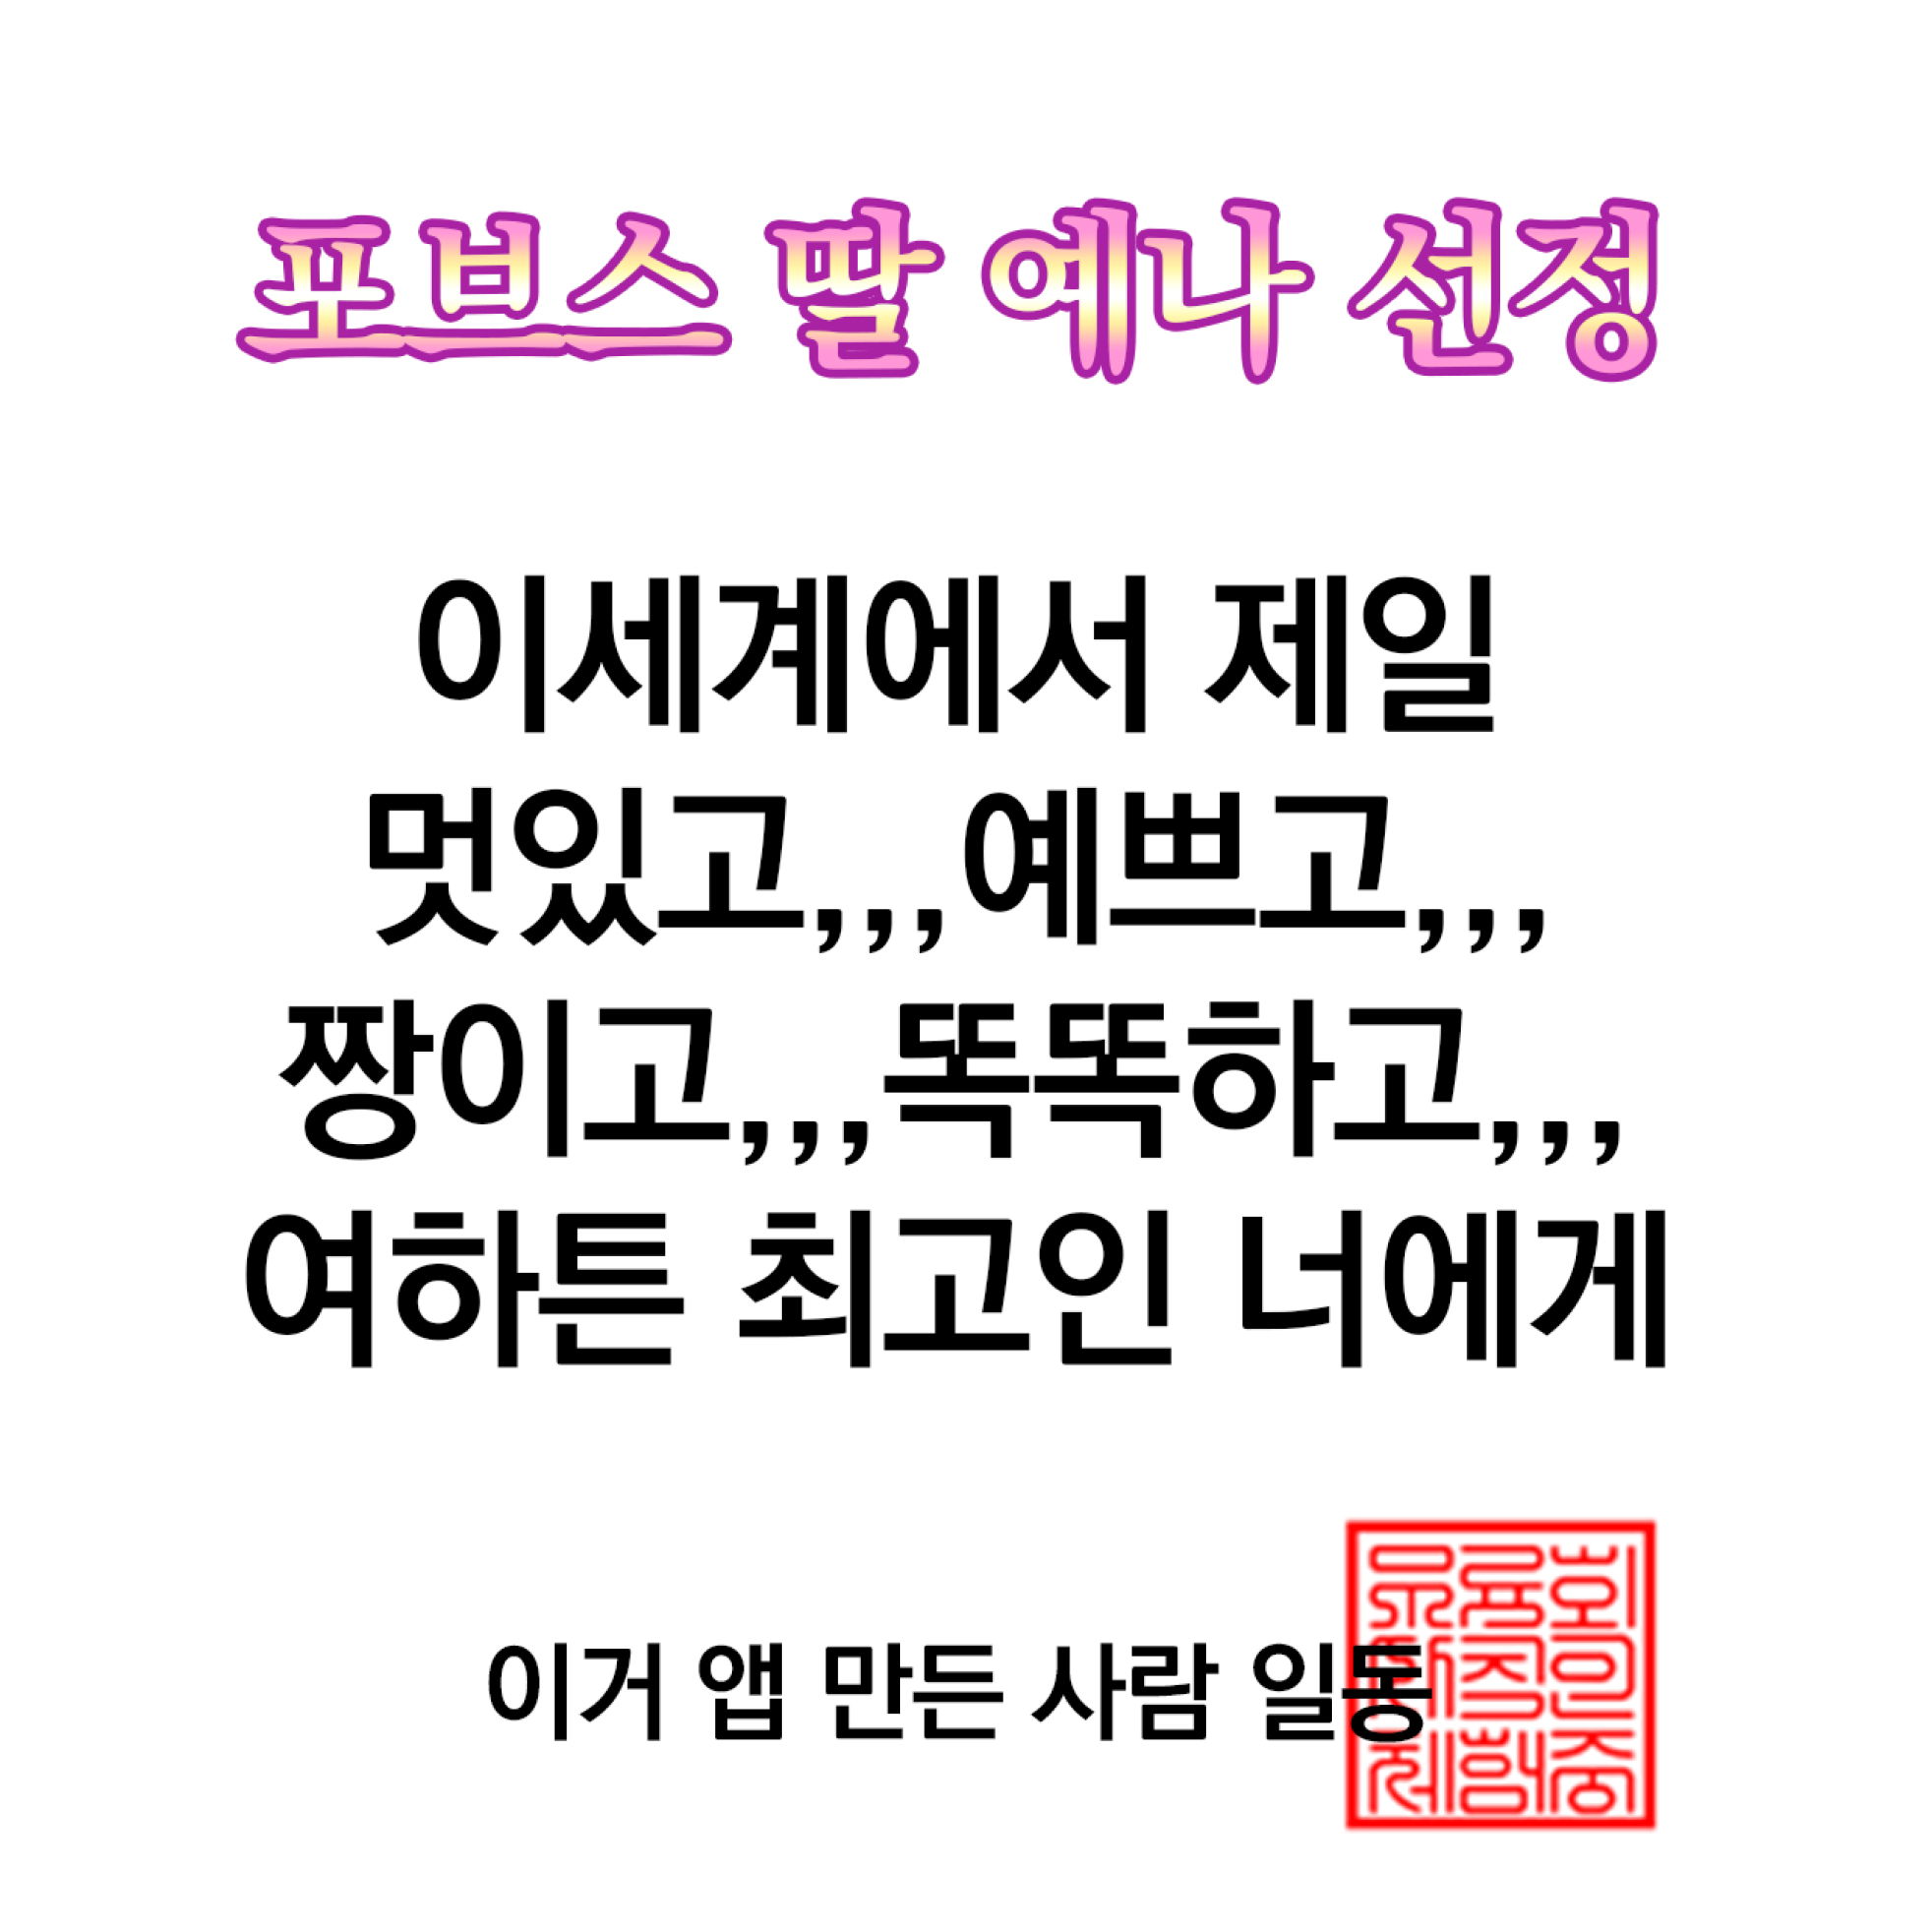 포브스 딸 예나 선정
이세계에서 제일
멋있고,,,예쁘고,,,
짱이고,,,똑똑하고,,,
여하튼 최고인 너에게
이거 앱 만든 사람 일동